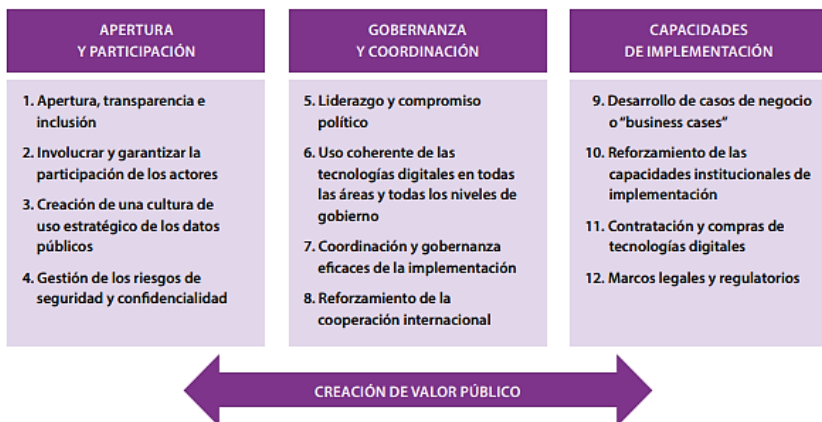 APERTURA
Y PARTICIPACIÓN
1. Apertura, transparencia e
inclusión
2. Involucrar y garantizar la
participación de los actores
3. Creación de una cultura de
uso estratégico de los datos
públicos
4. Gestión de los riesgos de
seguridad y confidencialidad
GOBERNANZA
Y COORDINACIÓN
5. Liderazgo y compromiso
político
6. Uso coherente de las
tecnologías digitales en todas
las áreas y todos los niveles de
gobierno
7. Coordinación y gobernanza
eficaces de la implementación
8. Reforzamiento de la
cooperación internacional
CAPACIDADES
DE IMPLEMENTACIÓN
9. Desarrollo de casos de negocio
o “business cases”
10. Reforzamiento de las
capacidades institucionales de
implementación
11. Contratación y compras de
tecnologías digitales
12. Marcos legales y regulatorios
CREACIÓN DE VALOR PÚBLICO